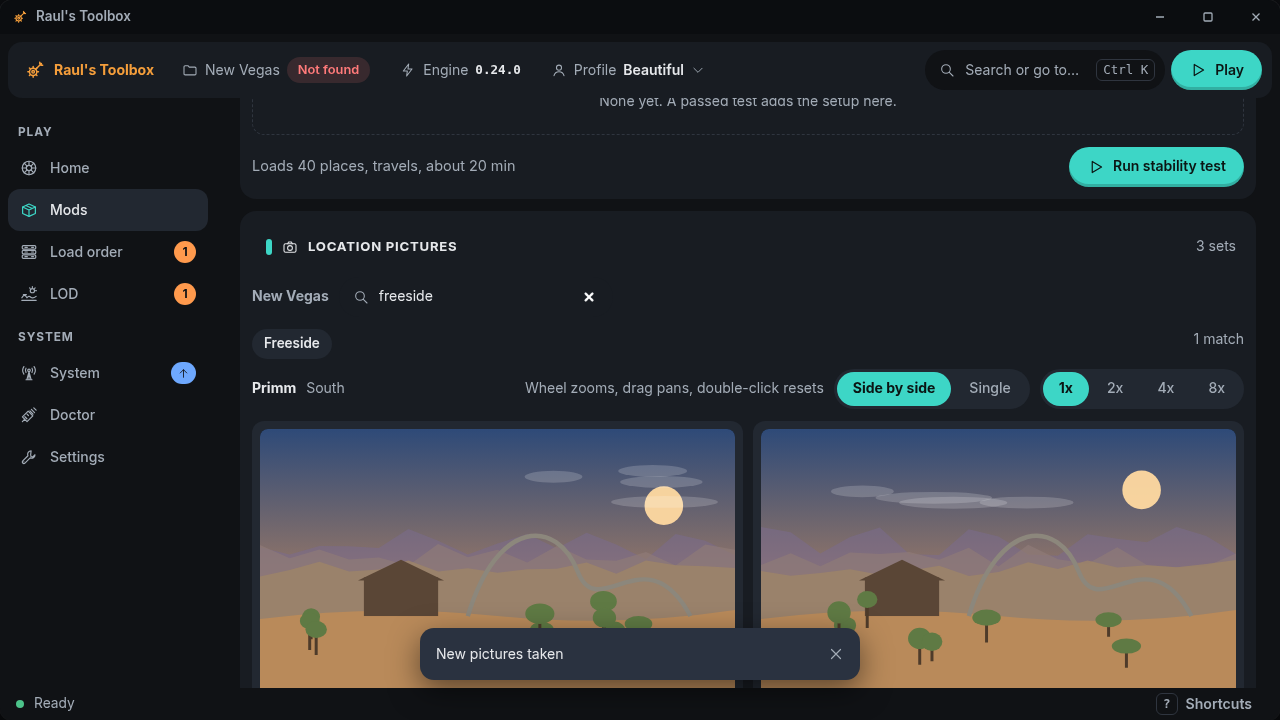 Raul's Toolbox
Raul's Toolbox
New Vegas Not found
Engine 0.24.0
Profile Beautiful
Search or go to... Ctrl K
Play
PLAY
Home
Mods
Load order 1
LOD 1
SYSTEM
System
Doctor
Settings
None yet. A passed test adds the setup here.
Loads 40 places, travels, about 20 min
Run stability test
LOCATION PICTURES
3 sets
New Vegas
freeside
Freeside
1 match
Primm South
Wheel zooms, drag pans, double-click resets
Side by side Single
1x 2x 4x 8x
New pictures taken
Ready
? Shortcuts